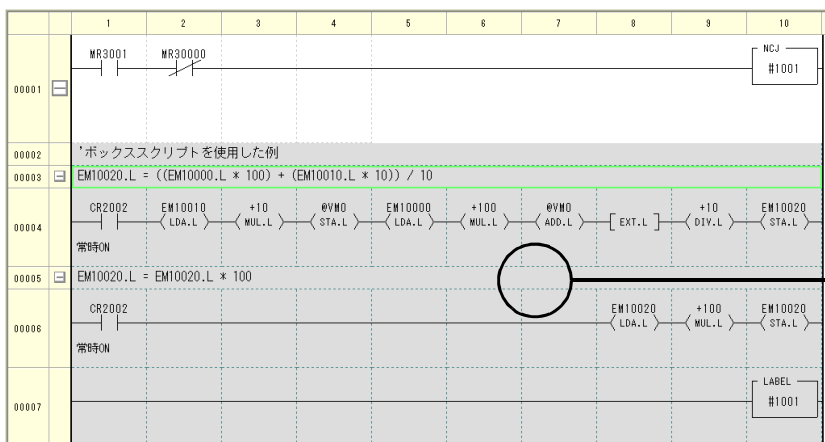 1 2 3 4 5 6 7 8 9 10
00001 MR3001 MR30000 NCJ #1001
00002 'ボックススクリプトを使用した例
00003 EM10020.L = ((EM10000.L * 100) + (EM10010.L * 10)) / 10
CR2002 EM10010 +10 @VM0 EM10000 +100 @VM0 +10 EM10020
00004 LDA.L MUL.L STA.L LDA.L MUL.L ADD.L EXT.L DIV.L STA.L
常時ON
00005 EM10020.L = EM10020.L * 100
CR2002 EM10020 +100 EM10020
00006 LDA.L MUL.L STA.L
常時ON
00007 LABEL #1001